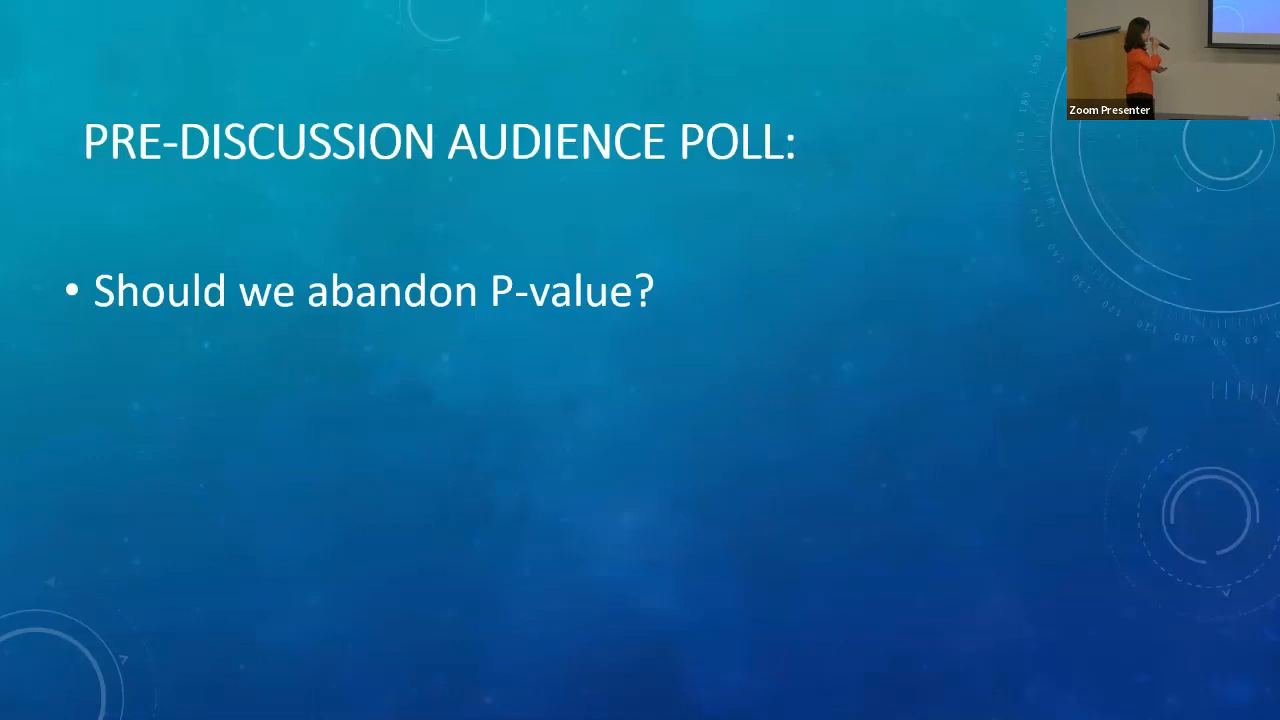 PRE-DISCUSSION AUDIENCE POLL:
• Should we abandon P-value?
Zoom Presenter